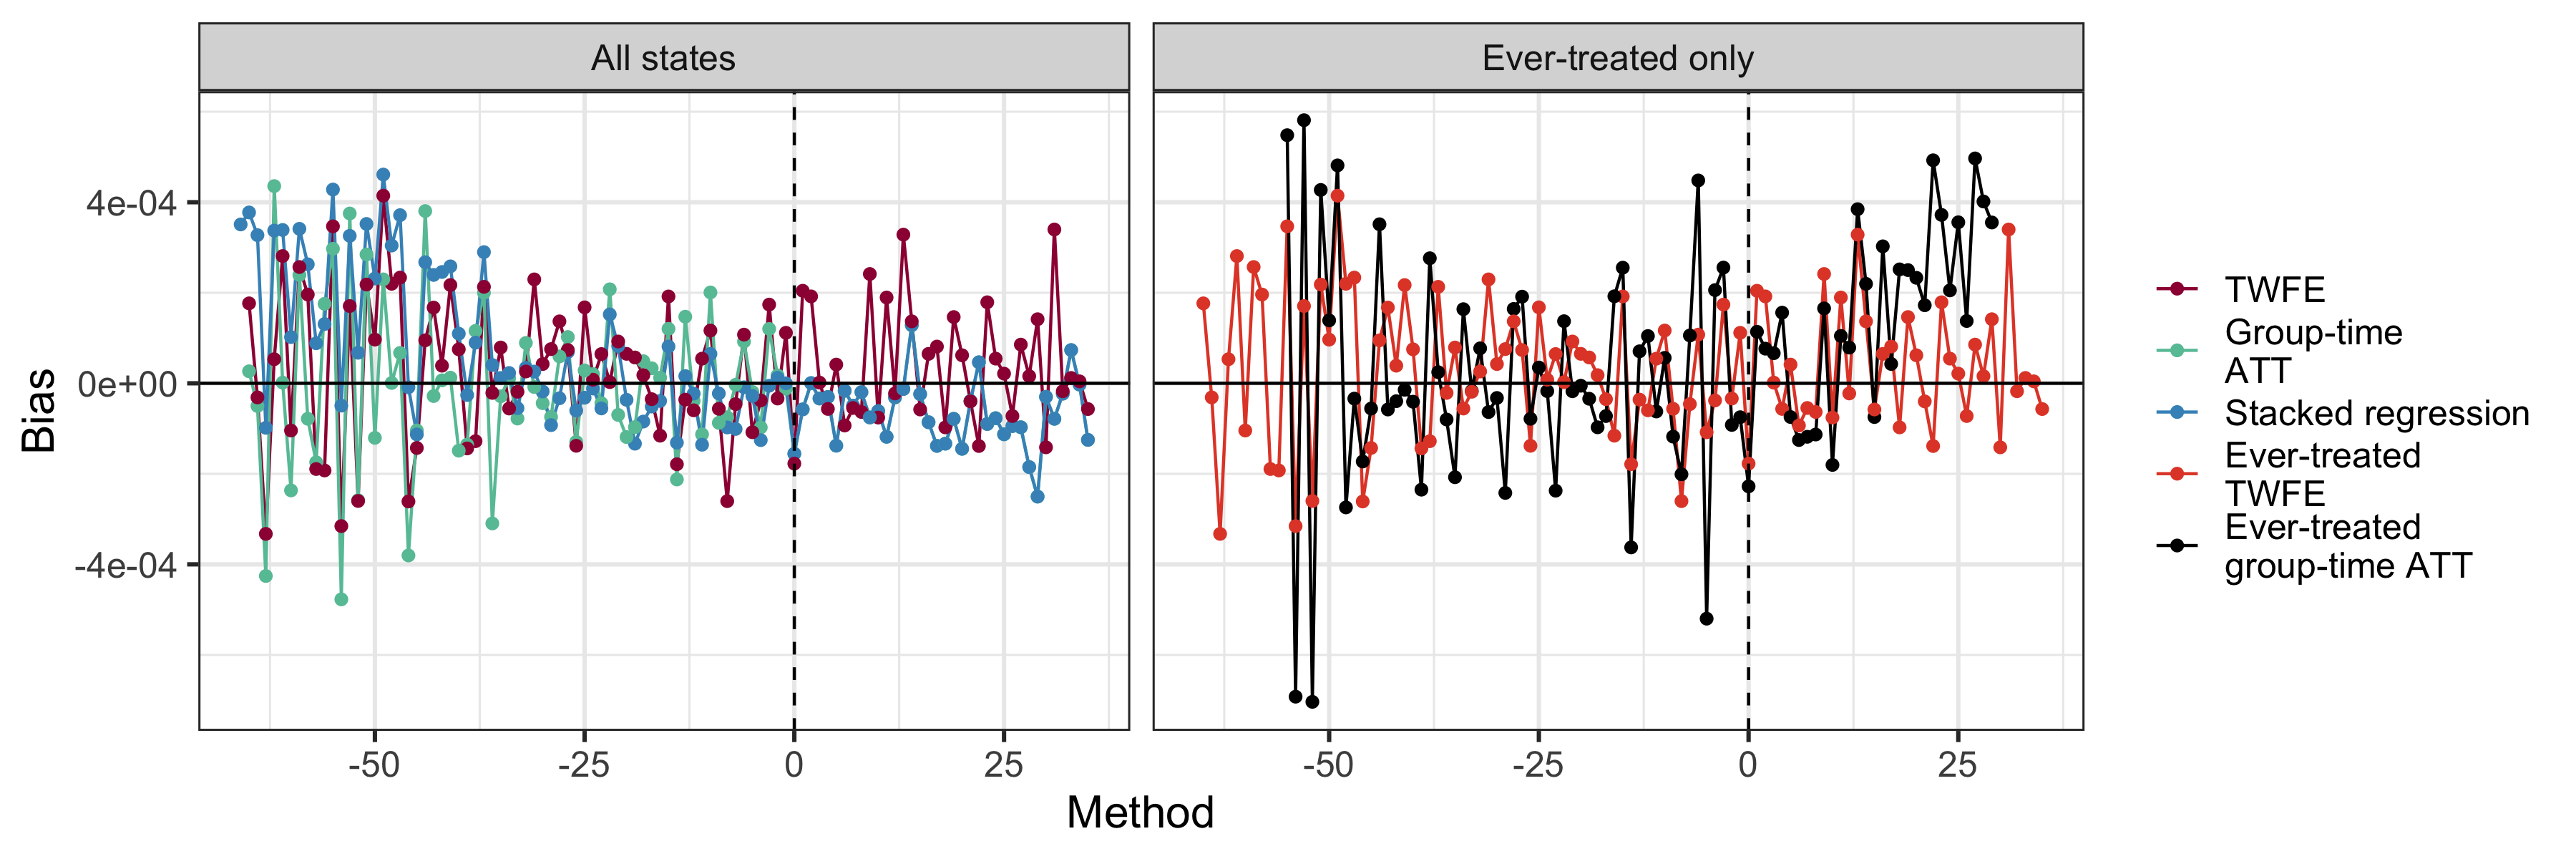 All states
Ever-treated only
Bias
4e-04
0e+00
-4e-04
-50
-25
0
25
-50
-25
0
25
Method
TWFE
Group-time
ATT
Stacked regression
Ever-treated
TWFE
Ever-treated
group-time ATT